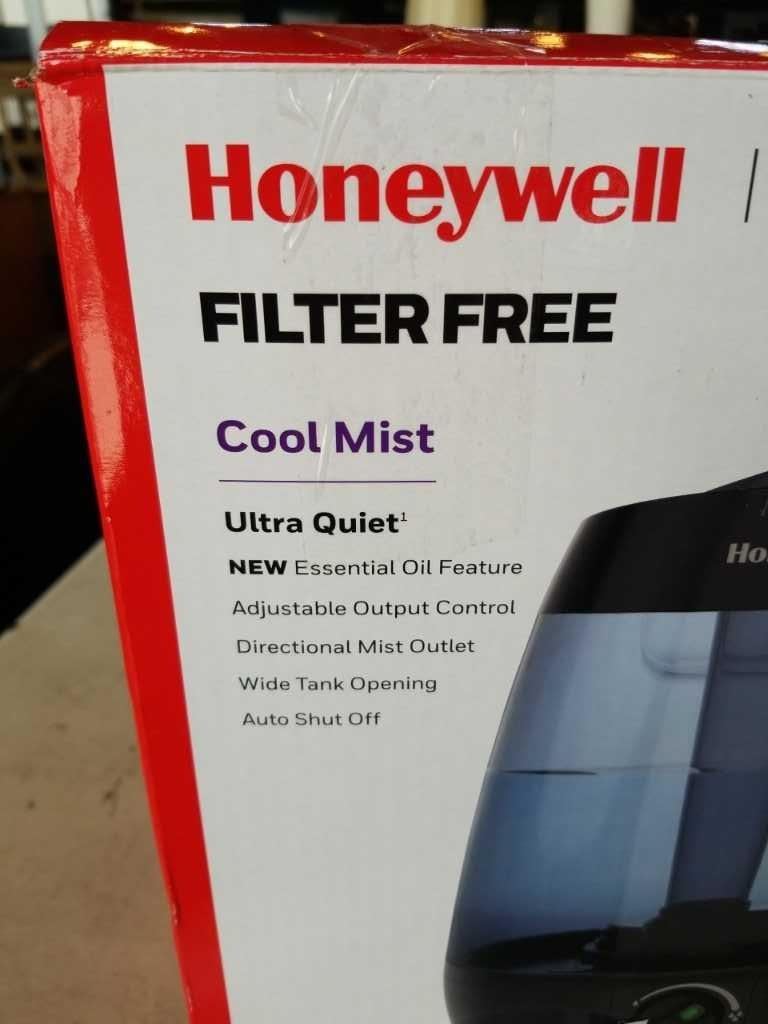 Honeywell |
FILTER FREE
Cool Mist
Ultra Quiet¹
NEW Essential Oil Feature
Adjustable Output Control
Directional Mist Outlet
Wide Tank Opening
Auto Shut Off
Ho